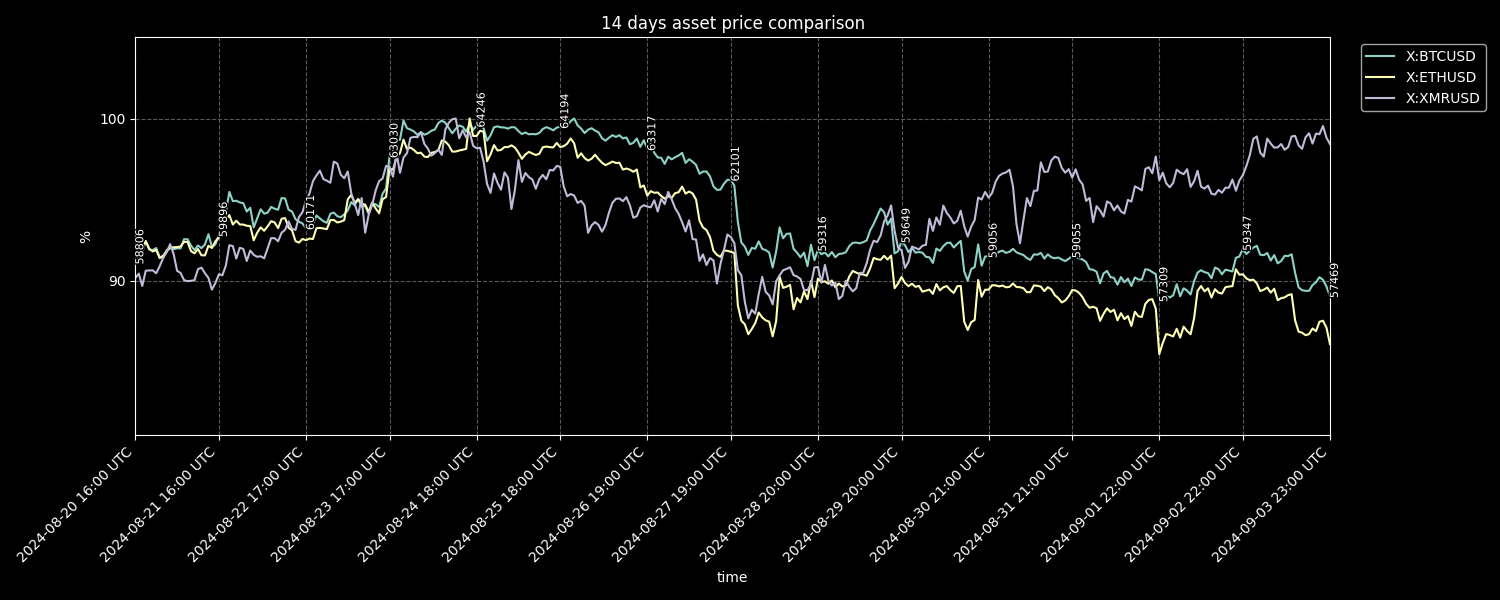 14 days asset price comparison
X:BTCUSD
X:ETHUSD
X:XMRUSD
%
100
90
58806
59896
60171
63030
64246
64194
63317
62101
59316
59649
59056
59055
57309
59347
57469
2024-08-20 16:00 UTC
2024-08-21 16:00 UTC
2024-08-22 17:00 UTC
2024-08-23 17:00 UTC
2024-08-24 18:00 UTC
2024-08-25 18:00 UTC
2024-08-26 19:00 UTC
2024-08-27 19:00 UTC
2024-08-28 20:00 UTC
2024-08-29 20:00 UTC
2024-08-30 21:00 UTC
2024-08-31 21:00 UTC
2024-09-01 22:00 UTC
2024-09-02 22:00 UTC
2024-09-03 23:00 UTC
time